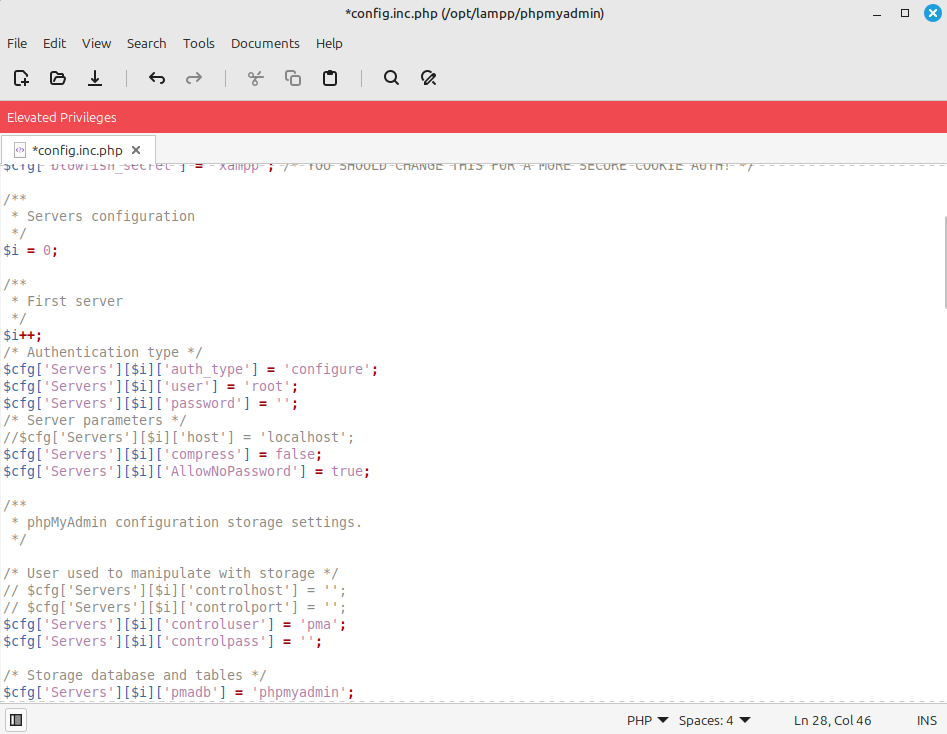 *config.inc.php (/opt/lampp/phpmyadmin)
File Edit View Search Tools Documents Help
Elevated Privileges
*config.inc.php
$cfg['blowfish_secret'] = 'xampp'; /* YOU SHOULD CHANGE THIS FOR A MORE SECURE COOKIE AUTH! */
/**
 * Servers configuration
 */
$i = 0;
/**
 * First server
 */
$i++;
/* Authentication type */
$cfg['Servers'][$i]['auth_type'] = 'configure';
$cfg['Servers'][$i]['user'] = 'root';
$cfg['Servers'][$i]['password'] = '';
/* Server parameters */
//$cfg['Servers'][$i]['host'] = 'localhost';
$cfg['Servers'][$i]['compress'] = false;
$cfg['Servers'][$i]['AllowNoPassword'] = true;
/**
 * phpMyAdmin configuration storage settings.
 */
/* User used to manipulate with storage */
// $cfg['Servers'][$i]['controlhost'] = '';
// $cfg['Servers'][$i]['controlport'] = '';
$cfg['Servers'][$i]['controluser'] = 'pma';
$cfg['Servers'][$i]['controlpass'] = '';
/* Storage database and tables */
$cfg['Servers'][$i]['pmadb'] = 'phpmyadmin';
PHP Spaces: 4 Ln 28, Col 46 INS